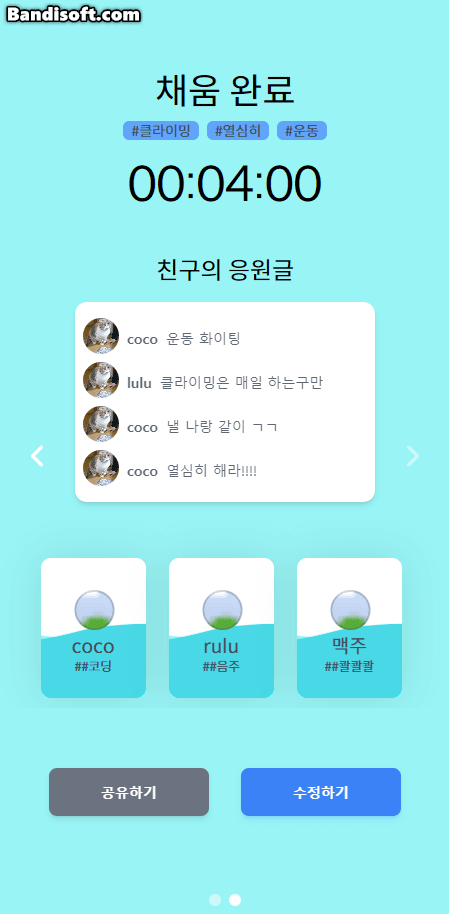 Bandisoft.com
채움 완료
#클라이밍 #열심히 #운동
00:04:00
친구의 응원글
coco 운동 화이팅
lulu 클라이밍은 매일 하는구만
coco 낼 나랑 같이 ㄱㄱ
coco 열심히 해라!!!!
coco rulu 맥주
##코딩 ##음주 ##콸콸콸
공유하기 수정하기